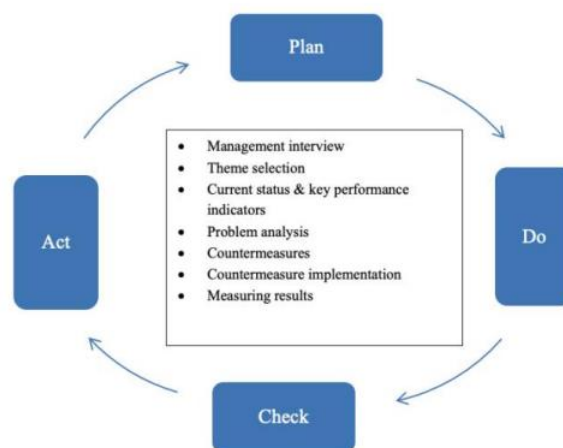 Plan
• Management interview
• Theme selection
• Current status & key performance
indicators
• Problem analysis
• Countermeasures
• Countermeasure implementation
• Measuring results
Act
Do
Check